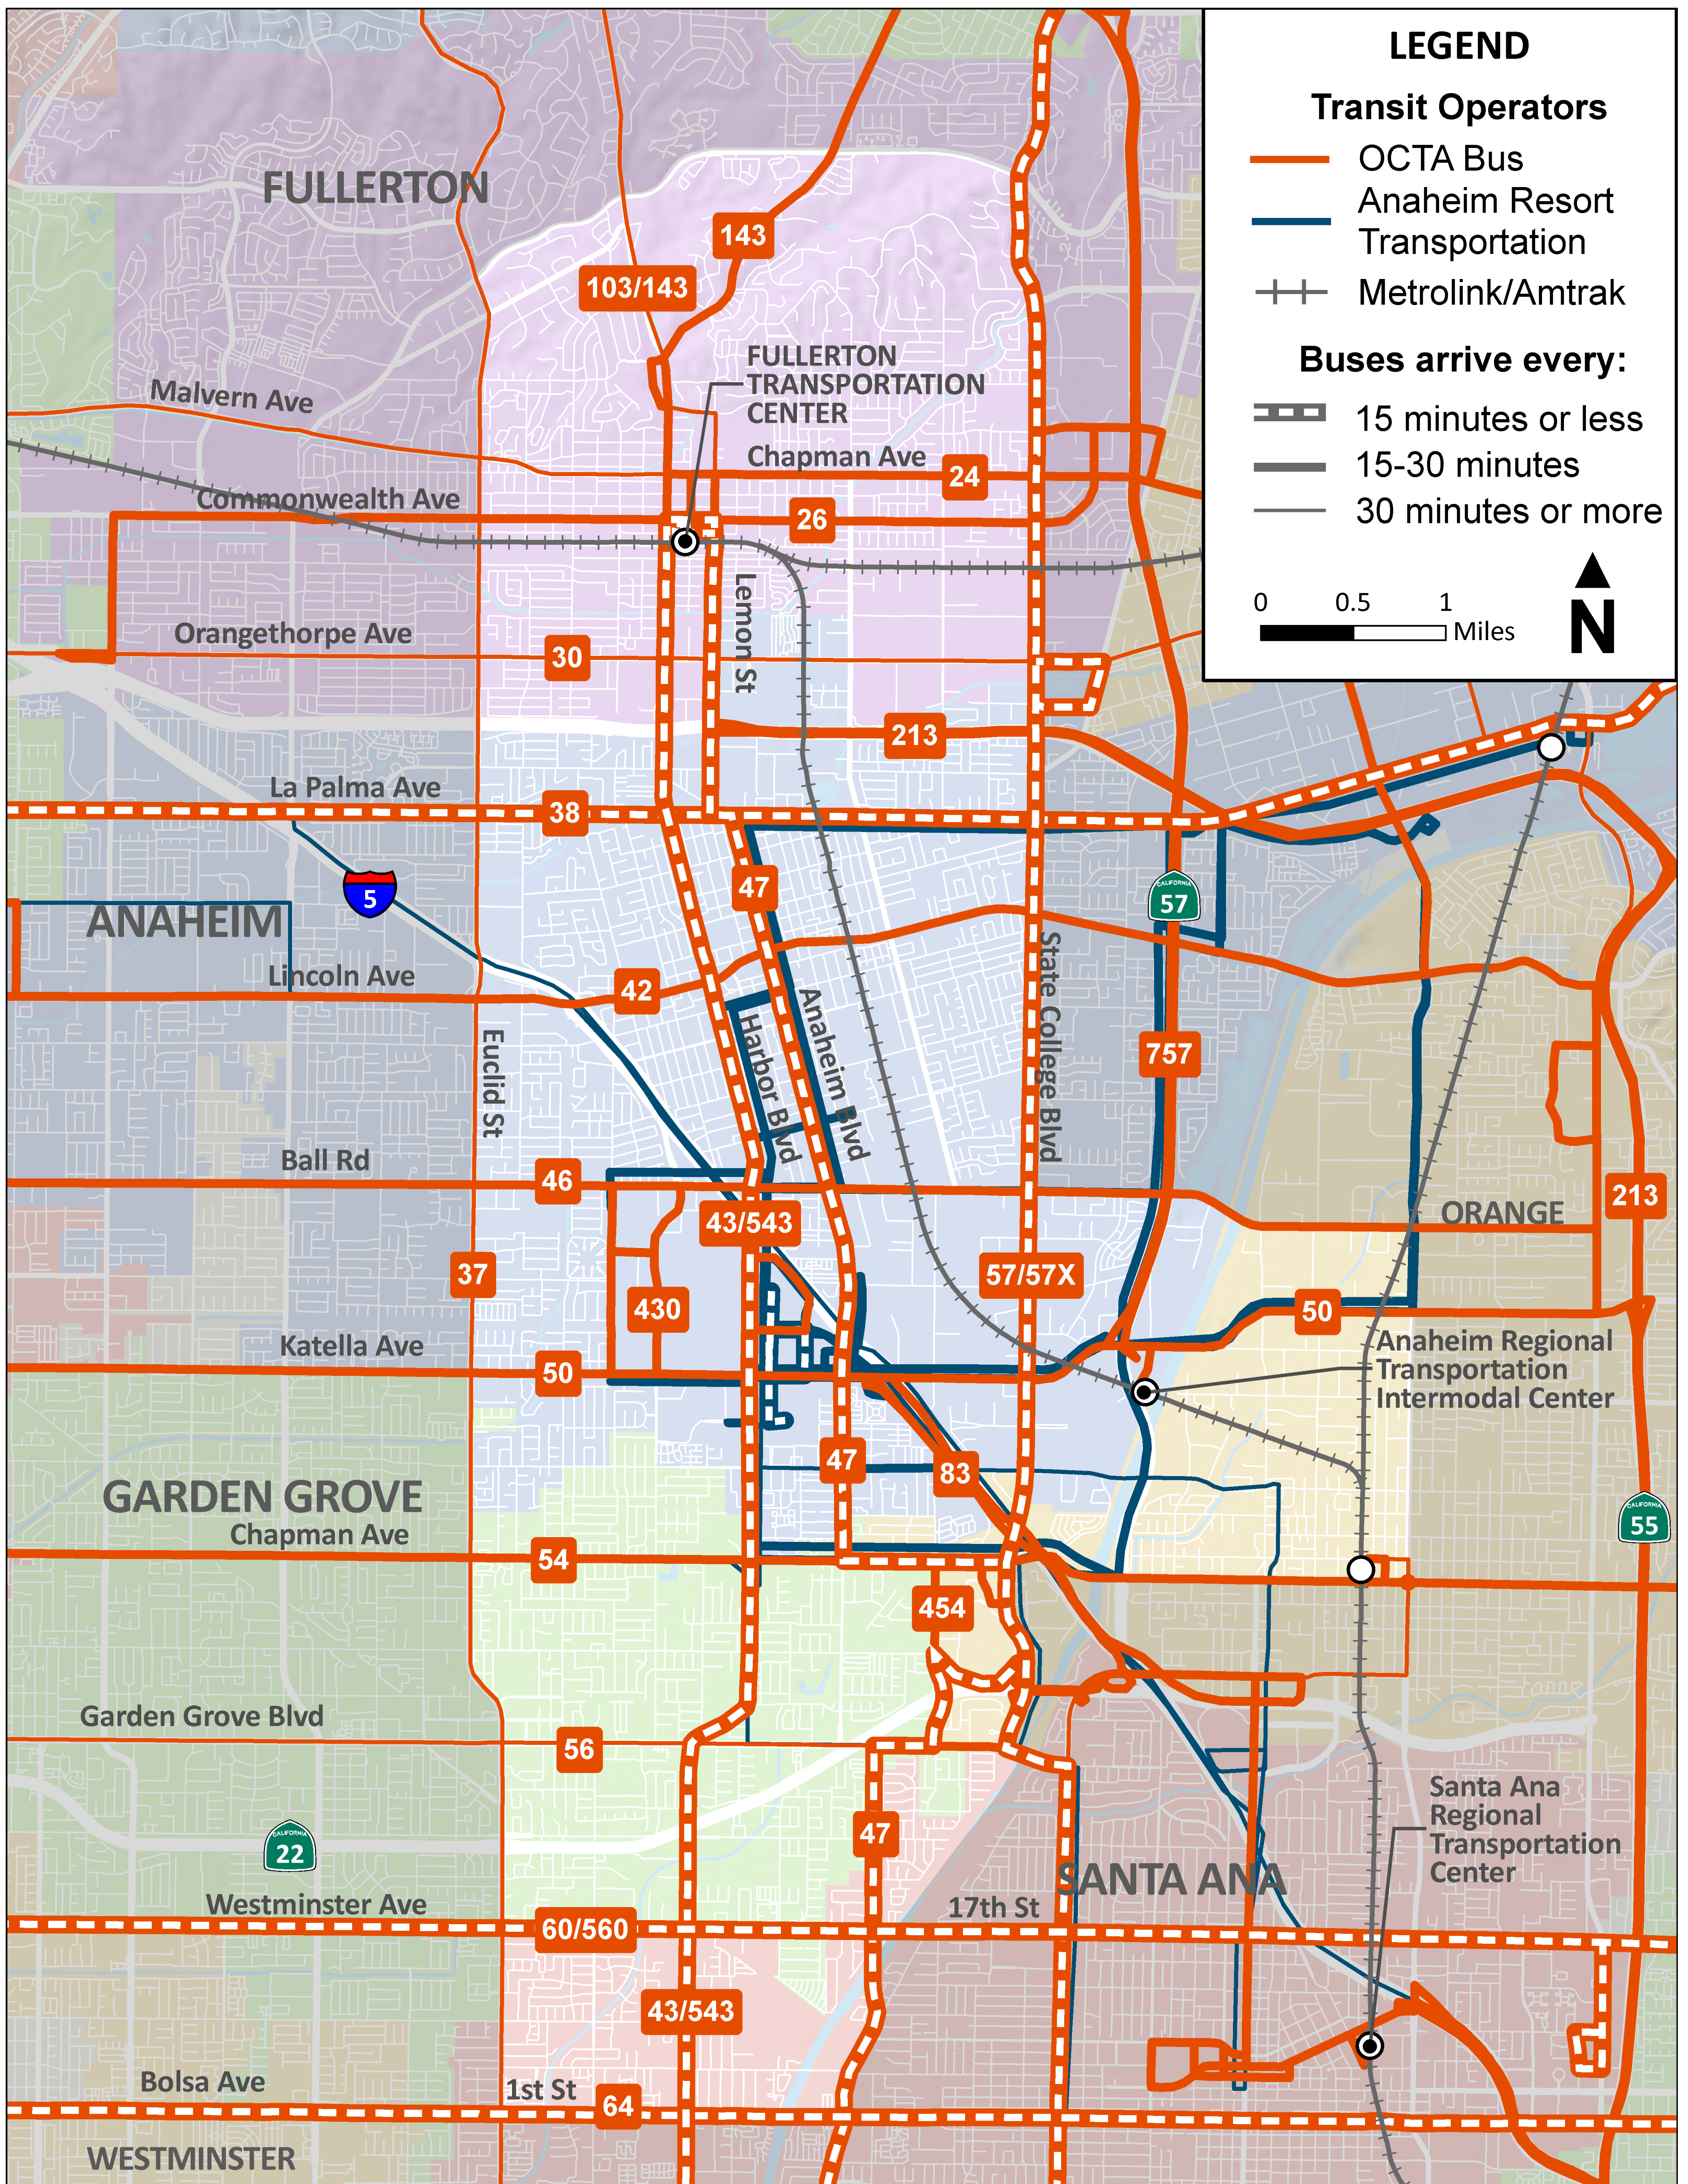 LEGEND
Transit Operators
OCTA Bus
Anaheim Resort
Transportation
Metrolink/Amtrak
Buses arrive every:
15 minutes or less
15-30 minutes
30 minutes or more
0 0.5 1
Miles
N
FULLERTON
143
103/143
FULLERTON
TRANSPORTATION
CENTER
Malvern Ave
Chapman Ave
24
Commonwealth Ave
26
Lemon St
Orangethorpe Ave
30
213
La Palma Ave
38
47
5
CALIFORNIA
57
ANAHEIM
Lincoln Ave
42
State College Blvd
Anaheim Blvd
Harbor Blvd
Euclid St
757
Ball Rd
46
213
ORANGE
43/543
37
57/57X
430
50
Katella Ave
50
Anaheim Regional
Transportation
Intermodal Center
47
83
GARDEN GROVE
Chapman Ave
CALIFORNIA
55
54
454
Garden Grove Blvd
56
Santa Ana
Regional
Transportation
Center
47
CALIFORNIA
22
SANTA ANA
Westminster Ave
17th St
60/560
43/543
Bolsa Ave
1st St
64
WESTMINSTER